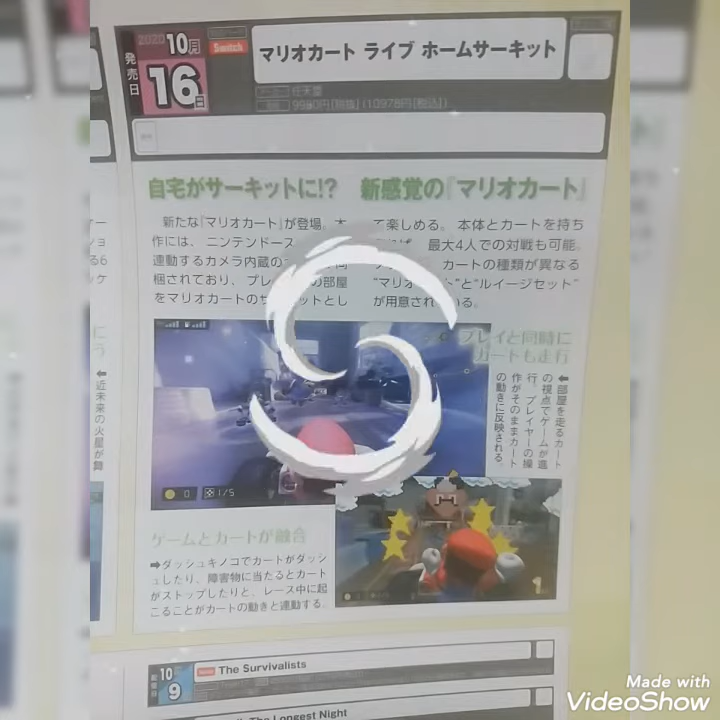 2020 10月
16日
発売日
Switch
マリオカート ライブ ホームサーキット
任天堂
9980円[税抜](10978円[税込])
自宅がサーキットに!? 新感覚の『マリオカート』
新たな『マリオカート』が登場。本
作には、ニンテンドース
連動するカメラ内蔵の
梱されており、プレ の部屋
をマリオカートのサ ットとし
て楽しめる。本体とカートを持ち
最大4人での対戦も可能。
カートの種類が異なる
“マリオ ト”と“ルイージセット”
が用意され いる。
プレイと同時に
カートも走行
⬅部屋を走るカート
の視点でゲームが進
行。プレイヤーの操
作がそのままカート
の動きに反映される。
0 1/5
ゲームとカートが融合
➡ダッシュキノコでカートがダッシ
ュしたり、障害物に当たるとカート
がストップしたりと、レース中に起
こることがカートの動きと連動する。
⬅近未来の火星が舞
10
9
The Survivalists
The Longest Night
Made with
VideoShow